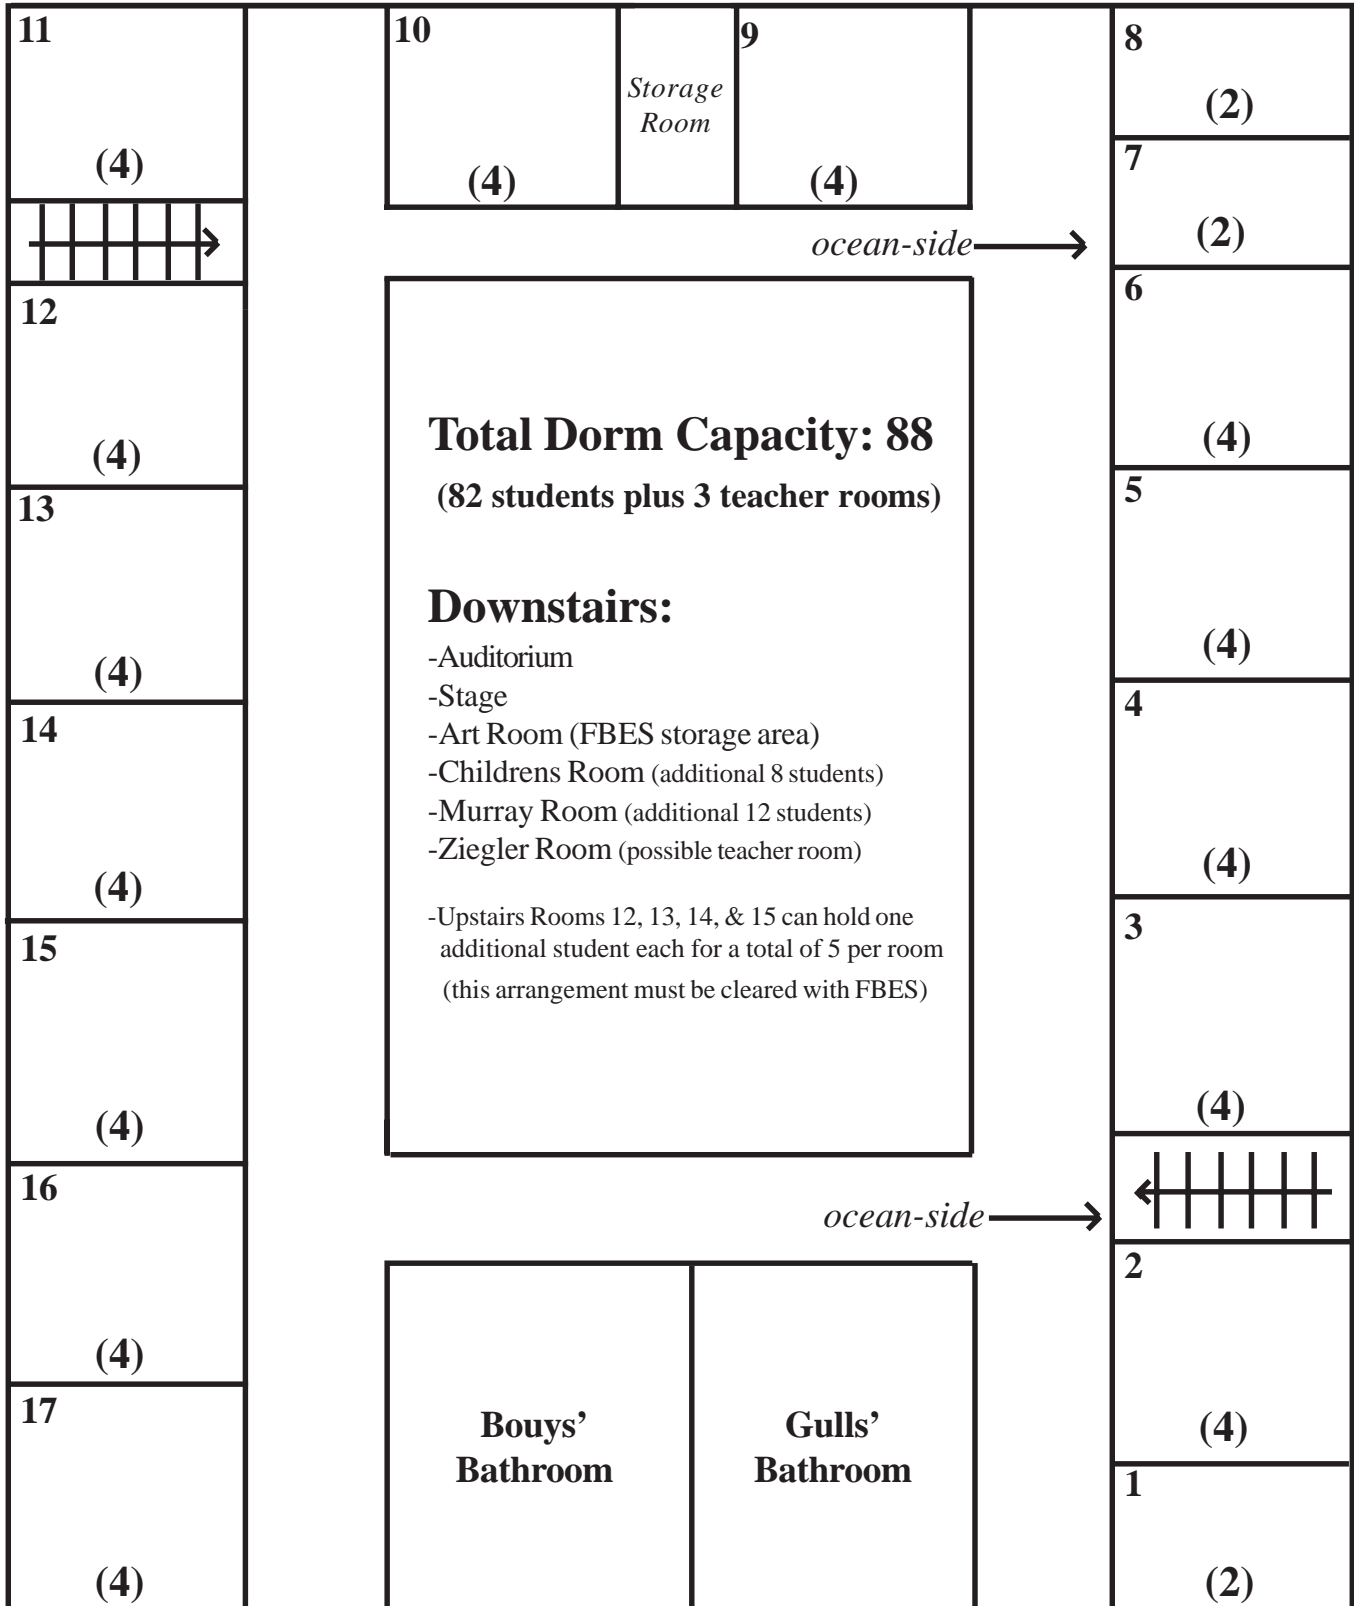 11
(4)
10
(4)
Storage
Room
9
(4)
8
(2)
7
(2)
ocean-side
6
(4)
12
(4)
5
(4)
13
(4)
4
(4)
14
(4)
3
(4)
15
(4)
Total Dorm Capacity: 88
(82 students plus 3 teacher rooms)
Downstairs:
-Auditorium
-Stage
-Art Room (FBES storage area)
-Childrens Room (additional 8 students)
-Murray Room (additional 12 students)
-Ziegler Room (possible teacher room)
-Upstairs Rooms 12, 13, 14, & 15 can hold one
additional student each for a total of 5 per room
(this arrangement must be cleared with FBES)
16
(4)
ocean-side
2
(4)
17
(4)
Bouys’
Bathroom
Gulls’
Bathroom
1
(2)